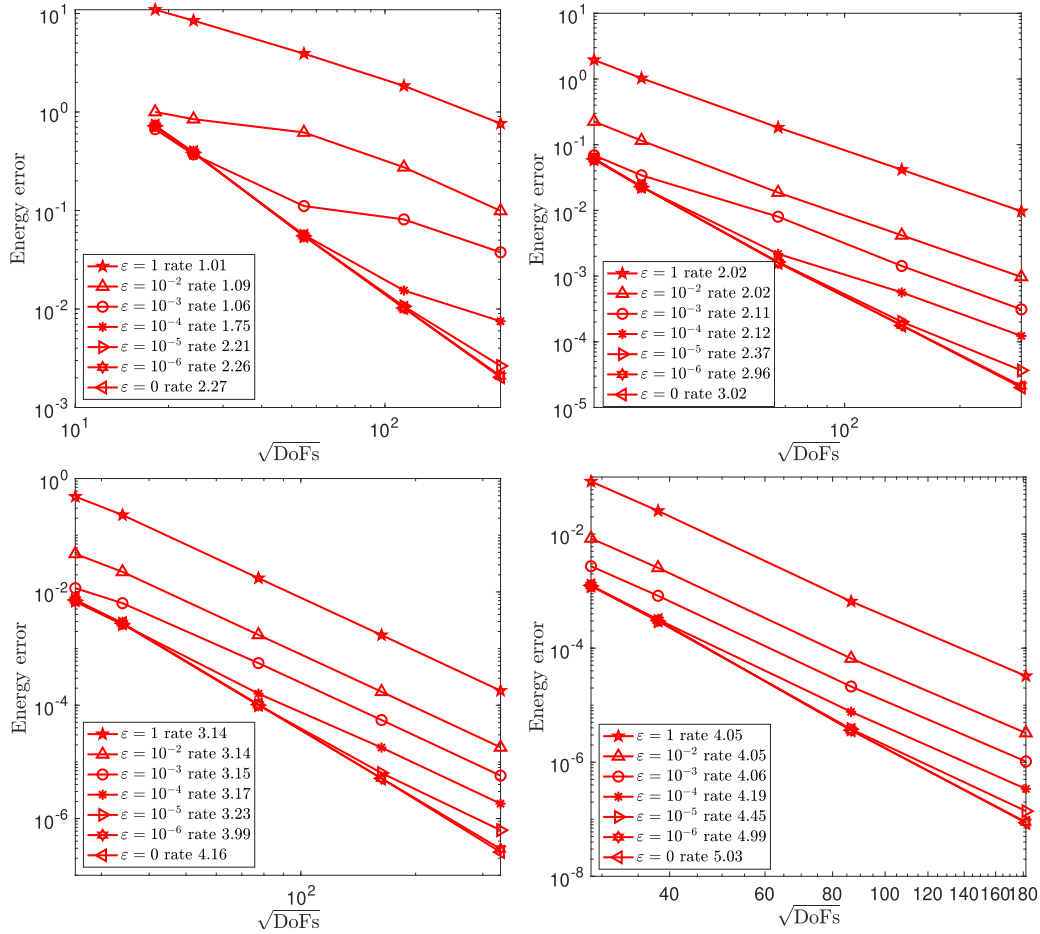 10^1
10^0
10^-1
10^-2
10^-3
Energy error
ε = 1 rate 1.01
ε = 10^-2 rate 1.09
ε = 10^-3 rate 1.06
ε = 10^-4 rate 1.75
ε = 10^-5 rate 2.21
ε = 10^-6 rate 2.26
ε = 0 rate 2.27
10^1
10^2
√DoFs
10^1
10^0
10^-1
10^-2
10^-3
10^-4
10^-5
Energy error
ε = 1 rate 2.02
ε = 10^-2 rate 2.02
ε = 10^-3 rate 2.11
ε = 10^-4 rate 2.12
ε = 10^-5 rate 2.37
ε = 10^-6 rate 2.96
ε = 0 rate 3.02
10^2
√DoFs
10^0
10^-2
10^-4
10^-6
Energy error
ε = 1 rate 3.14
ε = 10^-2 rate 3.14
ε = 10^-3 rate 3.15
ε = 10^-4 rate 3.17
ε = 10^-5 rate 3.23
ε = 10^-6 rate 3.99
ε = 0 rate 4.16
10^2
√DoFs
10^-2
10^-4
10^-6
10^-8
Energy error
ε = 1 rate 4.05
ε = 10^-2 rate 4.05
ε = 10^-3 rate 4.06
ε = 10^-4 rate 4.19
ε = 10^-5 rate 4.45
ε = 10^-6 rate 4.99
ε = 0 rate 5.03
40 60 80 100 120 140 160 180
√DoFs